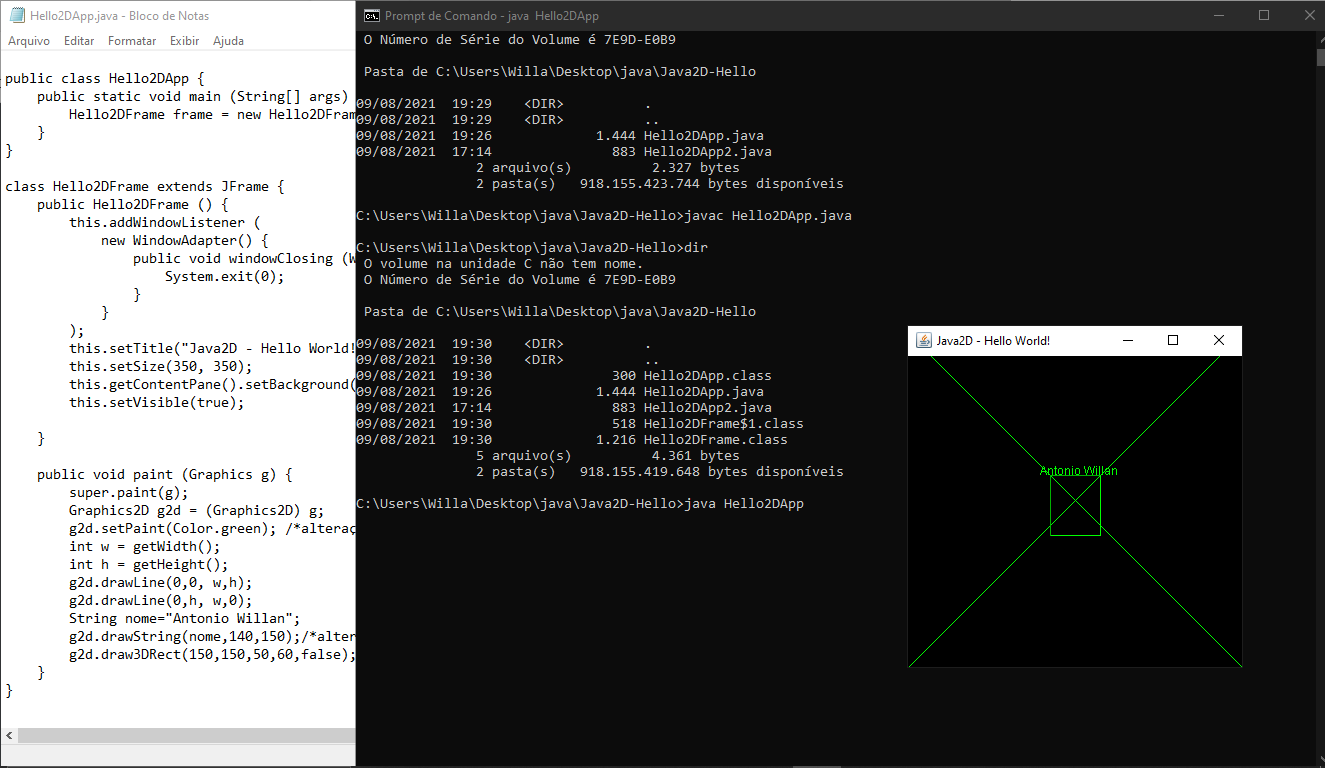 Hello2DApp.java - Bloco de Notas
Arquivo Editar Formatar Exibir Ajuda
public class Hello2DApp {
public static void main (String[] args)
Hello2DFrame frame = new Hello2DFram
}
}
class Hello2DFrame extends JFrame {
public Hello2DFrame () {
this.addWindowListener (
new WindowAdapter() {
public void windowClosing (W
System.exit(0);
}
}
);
this.setTitle("Java2D - Hello World!
this.setSize(350, 350);
this.getContentPane().setBackground(
this.setVisible(true);
}
public void paint (Graphics g) {
super.paint(g);
Graphics2D g2d = (Graphics2D) g;
g2d.setPaint(Color.green); /*alteraç
int w = getWidth();
int h = getHeight();
g2d.drawLine(0,0, w,h);
g2d.drawLine(0,h, w,0);
String nome="Antonio Willan";
g2d.drawString(nome,140,150);/*alter
g2d.draw3DRect(150,150,50,60,false);
}
}
Prompt de Comando - java Hello2DApp
O Número de Série do Volume é 7E9D-E0B9
Pasta de C:\Users\Willa\Desktop\java\Java2D-Hello
09/08/2021 19:29 <DIR> .
09/08/2021 19:29 <DIR> ..
09/08/2021 19:26 1.444 Hello2DApp.java
09/08/2021 17:14 883 Hello2DApp2.java
2 arquivo(s) 2.327 bytes
2 pasta(s) 918.155.423.744 bytes disponíveis
C:\Users\Willa\Desktop\java\Java2D-Hello>javac Hello2DApp.java
C:\Users\Willa\Desktop\java\Java2D-Hello>dir
O volume na unidade C não tem nome.
O Número de Série do Volume é 7E9D-E0B9
Pasta de C:\Users\Willa\Desktop\java\Java2D-Hello
09/08/2021 19:30 <DIR> .
09/08/2021 19:30 <DIR> ..
09/08/2021 19:30 300 Hello2DApp.class
09/08/2021 19:26 1.444 Hello2DApp.java
09/08/2021 17:14 883 Hello2DApp2.java
09/08/2021 19:30 518 Hello2DFrame$1.class
09/08/2021 19:30 1.216 Hello2DFrame.class
5 arquivo(s) 4.361 bytes
2 pasta(s) 918.155.419.648 bytes disponíveis
C:\Users\Willa\Desktop\java\Java2D-Hello>java Hello2DApp
Java2D - Hello World!
Antonio Willan